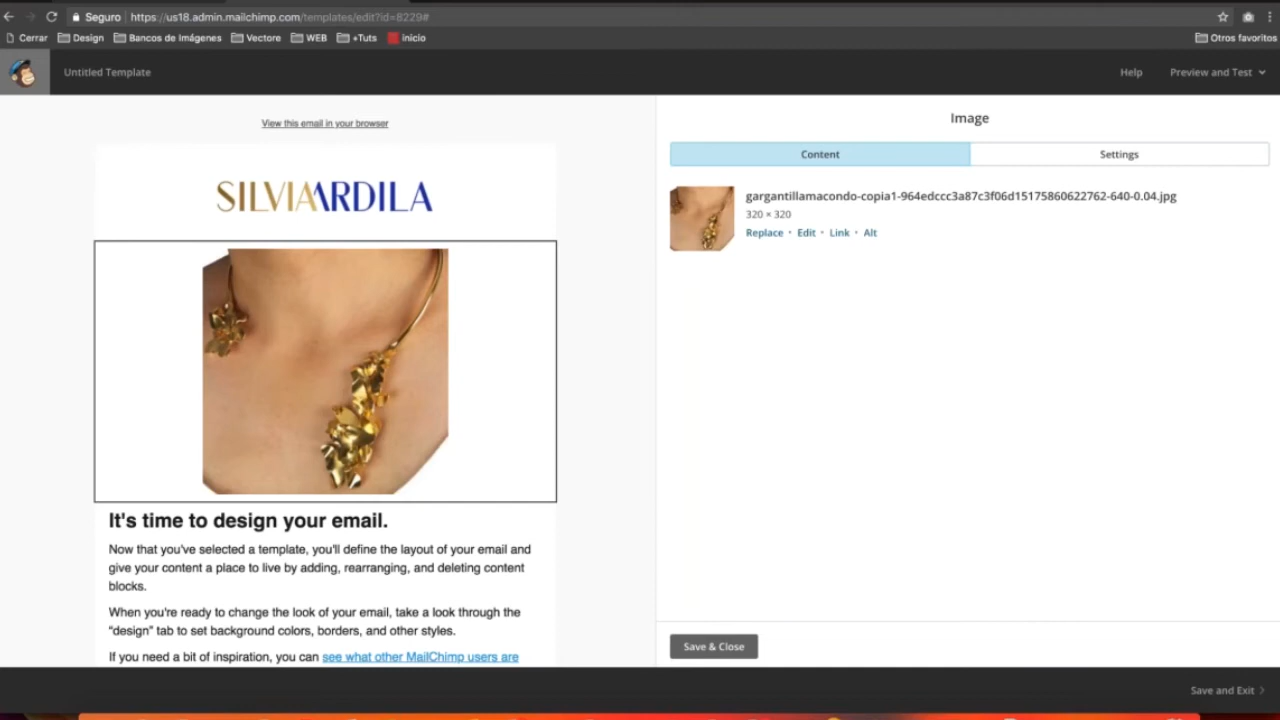 Seguro
https://us18.admin.mailchimp.com/templates/edit?id=8229#
Cerrar
Design
Bancos de Imágenes
Vectore
WEB
+Tuts
Inicio
Otros favoritos
Untitled Template
Help
Preview and Test
View this email in your browser
SILVIAARDILA
It's time to design your email.
Now that you've selected a template, you'll define the layout of your email and
give your content a place to live by adding, rearranging, and deleting content
blocks.
When you're ready to change the look of your email, take a look through the
“design” tab to set background colors, borders, and other styles.
If you need a bit of inspiration, you can see what other MailChimp users are
Image
Content
Settings
gargantillamacondo-copia1-964edccc3a87c3f06d15175860622762-640-0.04.jpg
320 × 320
Replace · Edit · Link · Alt
Save & Close
Save and Exit